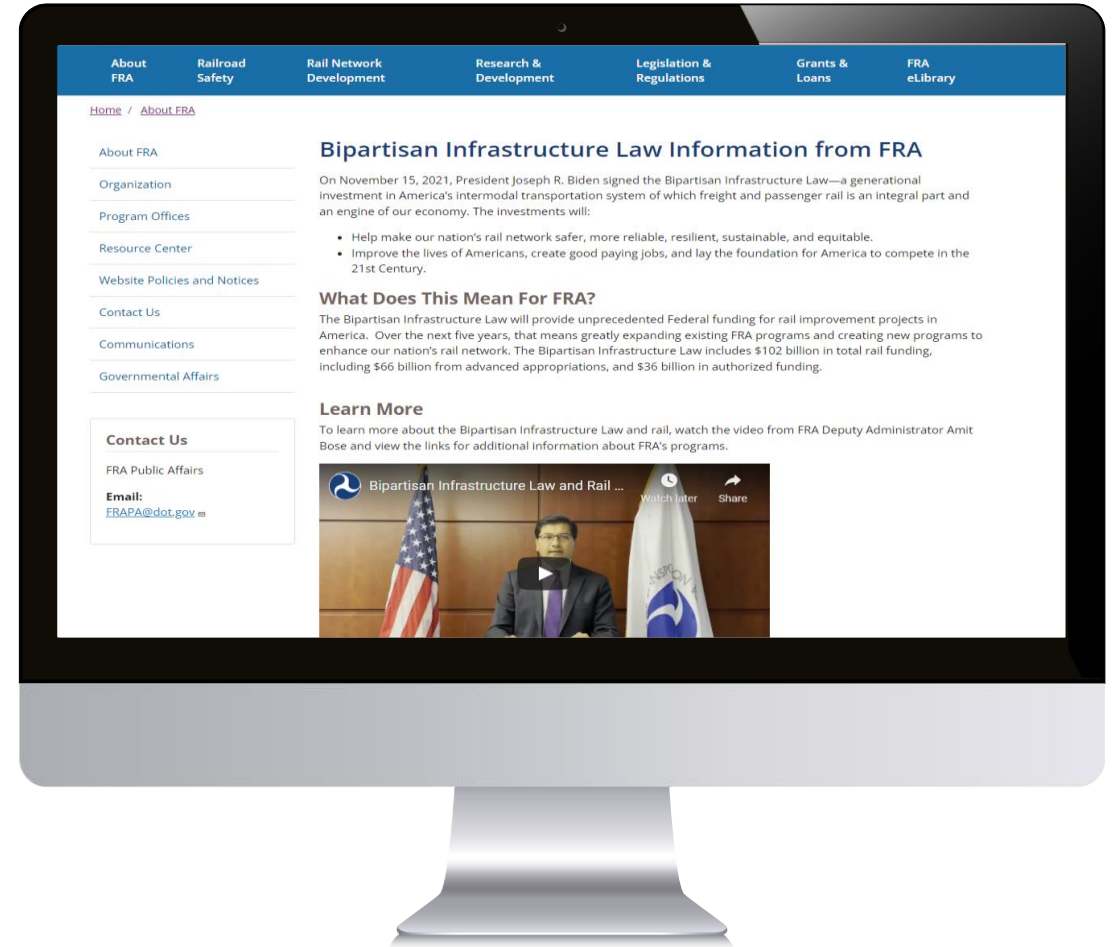 About FRA
Railroad Safety
Rail Network Development
Research & Development
Legislation & Regulations
Grants & Loans
FRA eLibrary
Home / About FRA
About FRA
Organization
Program Offices
Resource Center
Website Policies and Notices
Contact Us
Communications
Governmental Affairs
Contact Us
FRA Public Affairs
Email:
FRAPA@dot.gov
Bipartisan Infrastructure Law Information from FRA
On November 15, 2021, President Joseph R. Biden signed the Bipartisan Infrastructure Law—a generational
investment in America's intermodal transportation system of which freight and passenger rail is an integral part and
an engine of our economy. The investments will:
• Help make our nation's rail network safer, more reliable, resilient, sustainable, and equitable.
• Improve the lives of Americans, create good paying jobs, and lay the foundation for America to compete in the
21st Century.
What Does This Mean For FRA?
The Bipartisan Infrastructure Law will provide unprecedented Federal funding for rail improvement projects in
America. Over the next five years, that means greatly expanding existing FRA programs and creating new programs to
enhance our nation's rail network. The Bipartisan Infrastructure Law includes $102 billion in total rail funding,
including $66 billion from advanced appropriations, and $36 billion in authorized funding.
Learn More
To learn more about the Bipartisan Infrastructure Law and rail, watch the video from FRA Deputy Administrator Amit
Bose and view the links for additional information about FRA's programs.
Bipartisan Infrastructure Law and Rail ...
Watch later
Share